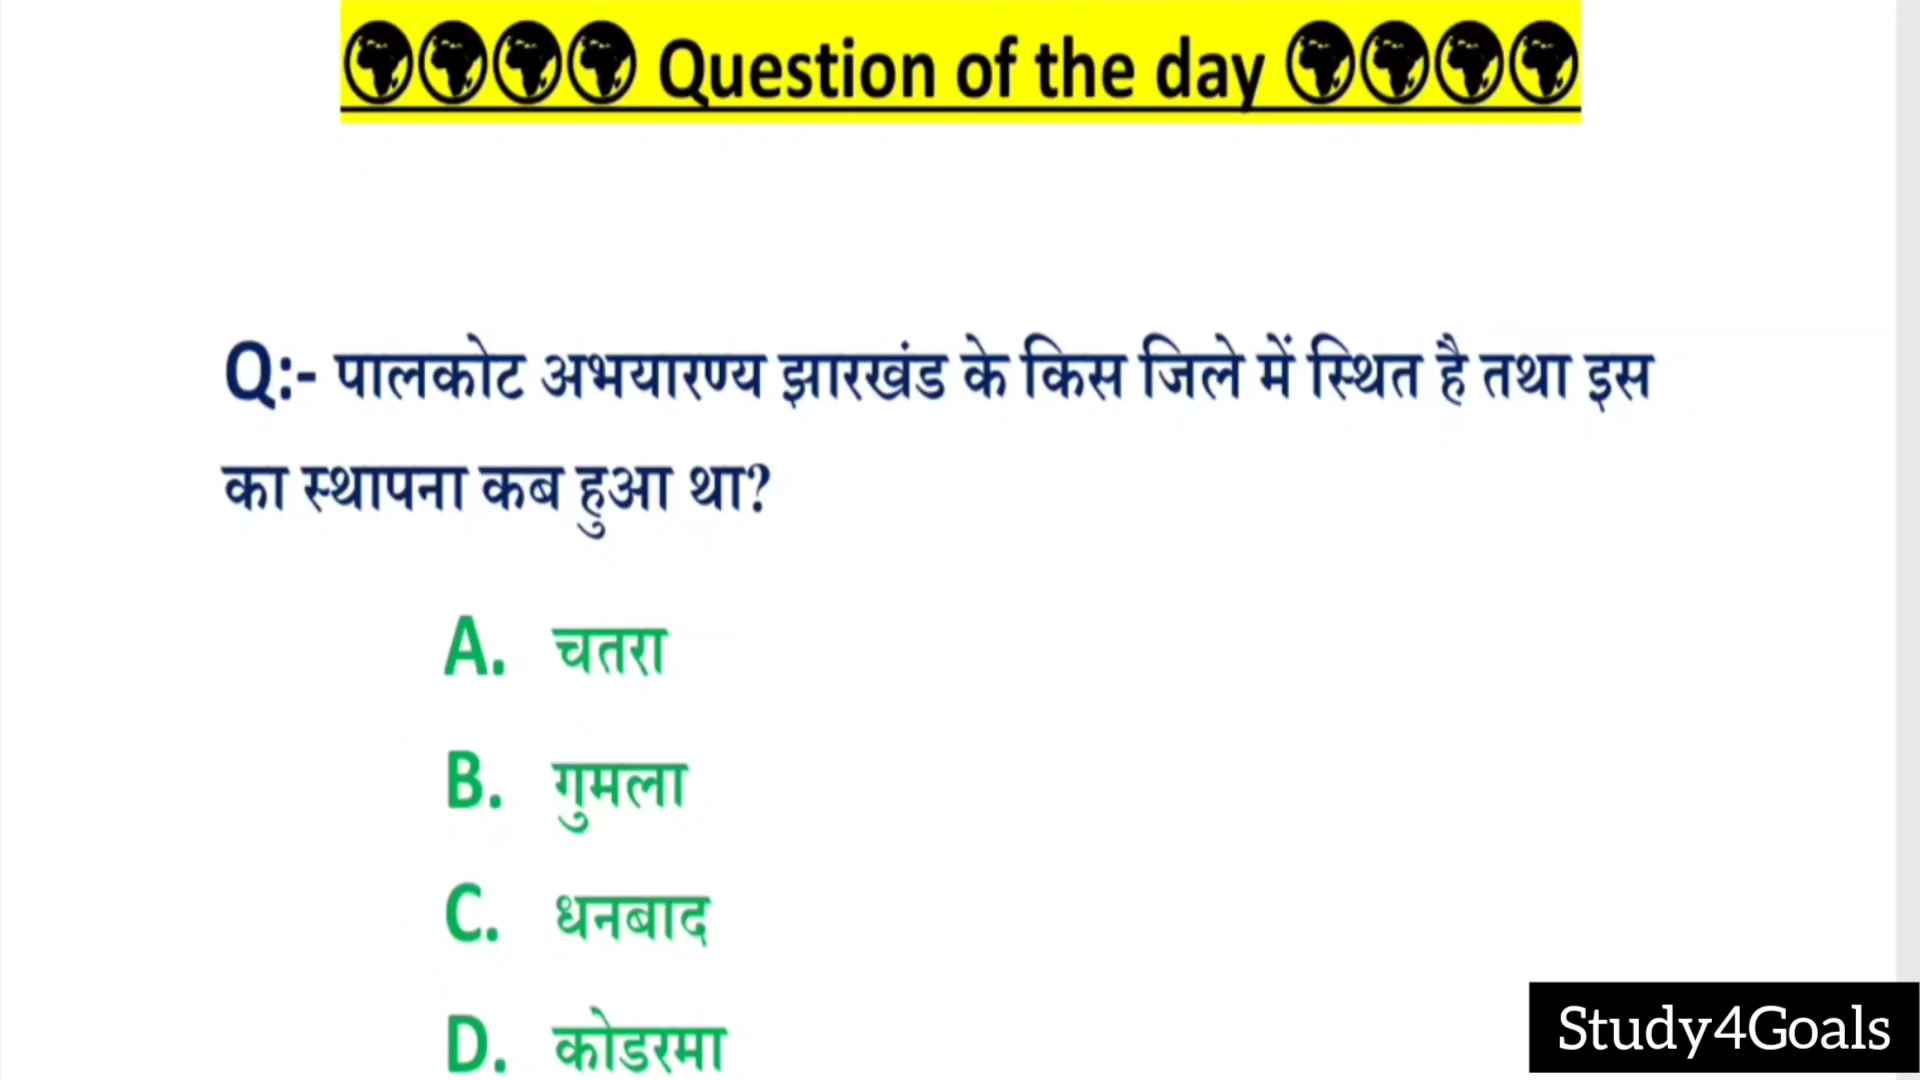 Question of the day
Q:- पालकोट अभयारण्य झारखंड के किस जिले में स्थित है तथा इस
का स्थापना कब हुआ था?
A. चतरा
B. गुमला
C. धनबाद
D. कोडरमा
Study4Goals